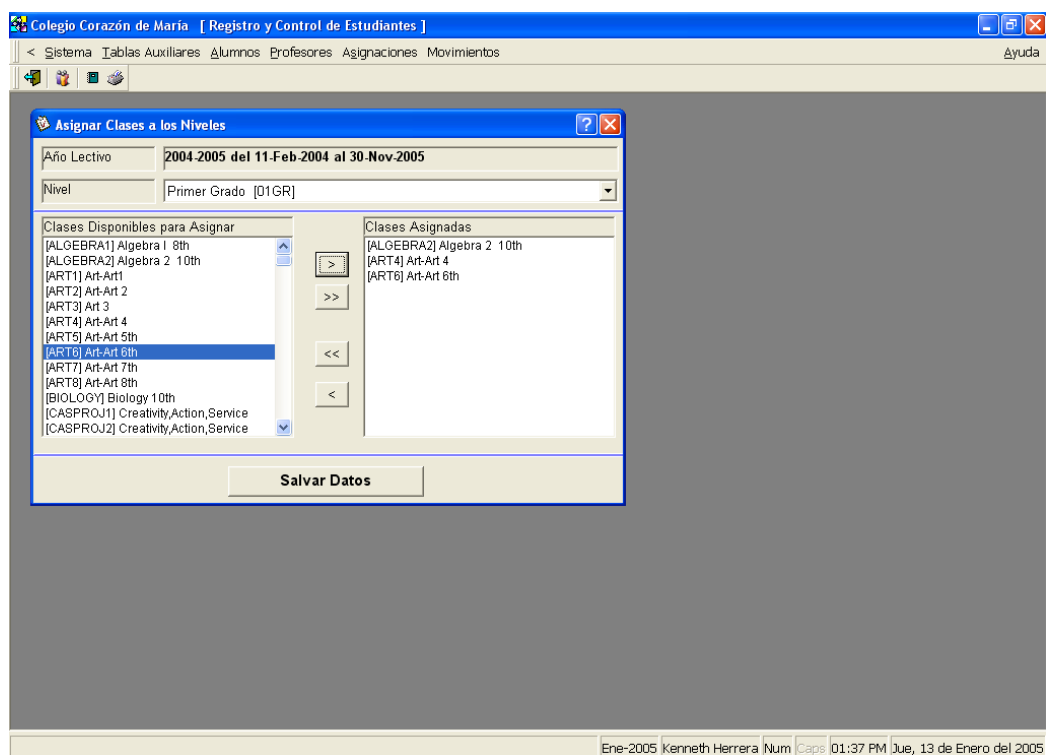 Colegio Corazón de María [ Registro y Control de Estudiantes ]
< Sistema Tablas Auxiliares Alumnos Profesores Asignaciones Movimientos Ayuda
Asignar Clases a los Niveles
Año Lectivo 2004-2005 del 11-Feb-2004 al 30-Nov-2005
Nivel Primer Grado [01GR]
Clases Disponibles para Asignar
[ALGEBRA1] Algebra I 8th
[ALGEBRA2] Algebra 2 10th
[ART1] Art-Art1
[ART2] Art-Art 2
[ART3] Art 3
[ART4] Art-Art 4
[ART5] Art-Art 5th
[ART6] Art-Art 6th
[ART7] Art-Art 7th
[ART8] Art-Art 8th
[BIOLOGY] Biology 10th
[CASPROJ1] Creativity,Action,Service
[CASPROJ2] Creativity,Action,Service
>
>>
<<
<
Clases Asignadas
[ALGEBRA2] Algebra 2 10th
[ART4] Art-Art 4
[ART6] Art-Art 6th
Salvar Datos
Ene-2005 Kenneth Herrera Num Caps 01:37 PM Jue, 13 de Enero del 2005